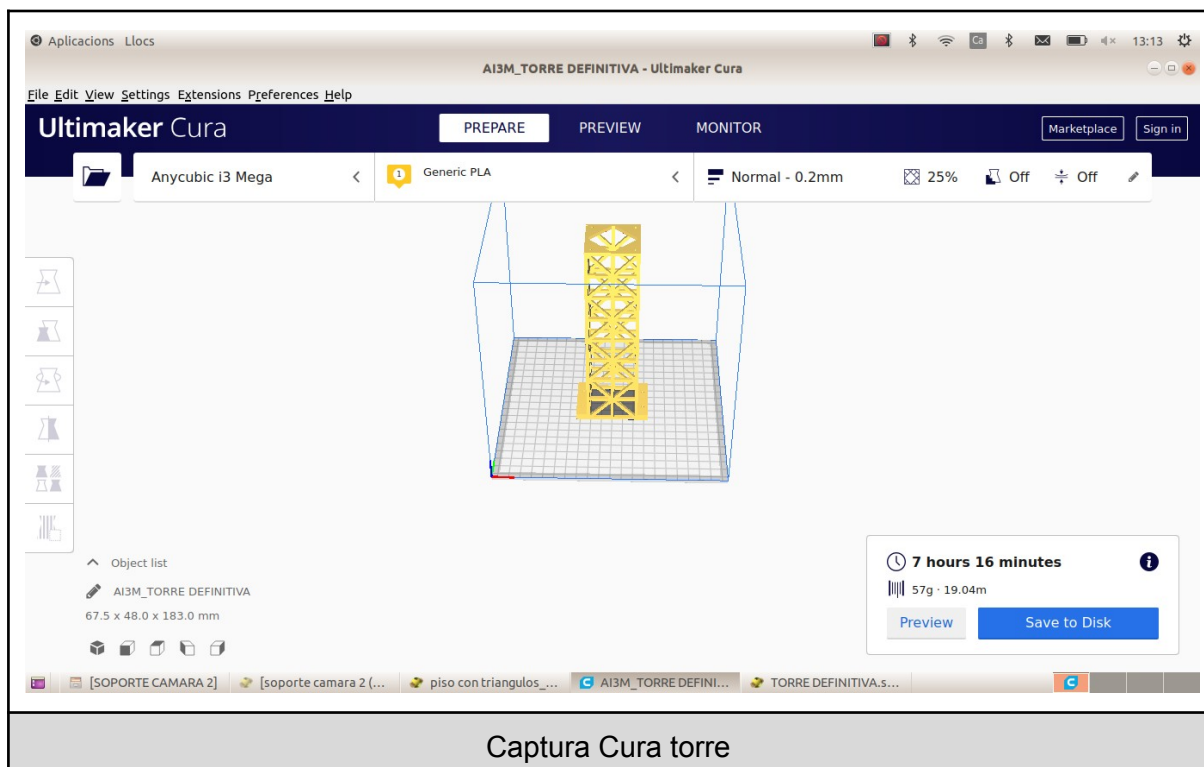 Aplicacions Llocs
Ca
13:13
AI3M_TORRE DEFINITIVA - Ultimaker Cura
File Edit View Settings Extensions Preferences Help
Ultimaker Cura
PREPARE PREVIEW MONITOR
Marketplace Sign in
Anycubic i3 Mega
1 Generic PLA
Normal - 0.2mm 25% Off Off
Object list
AI3M_TORRE DEFINITIVA
67.5 x 48.0 x 183.0 mm
7 hours 16 minutes
57g · 19.04m
Preview Save to Disk
[SOPORTE CAMARA 2] [soporte camara 2 (... piso con triangulos_... AI3M_TORRE DEFINI... TORRE DEFINITIVA.s...
Captura Cura torre